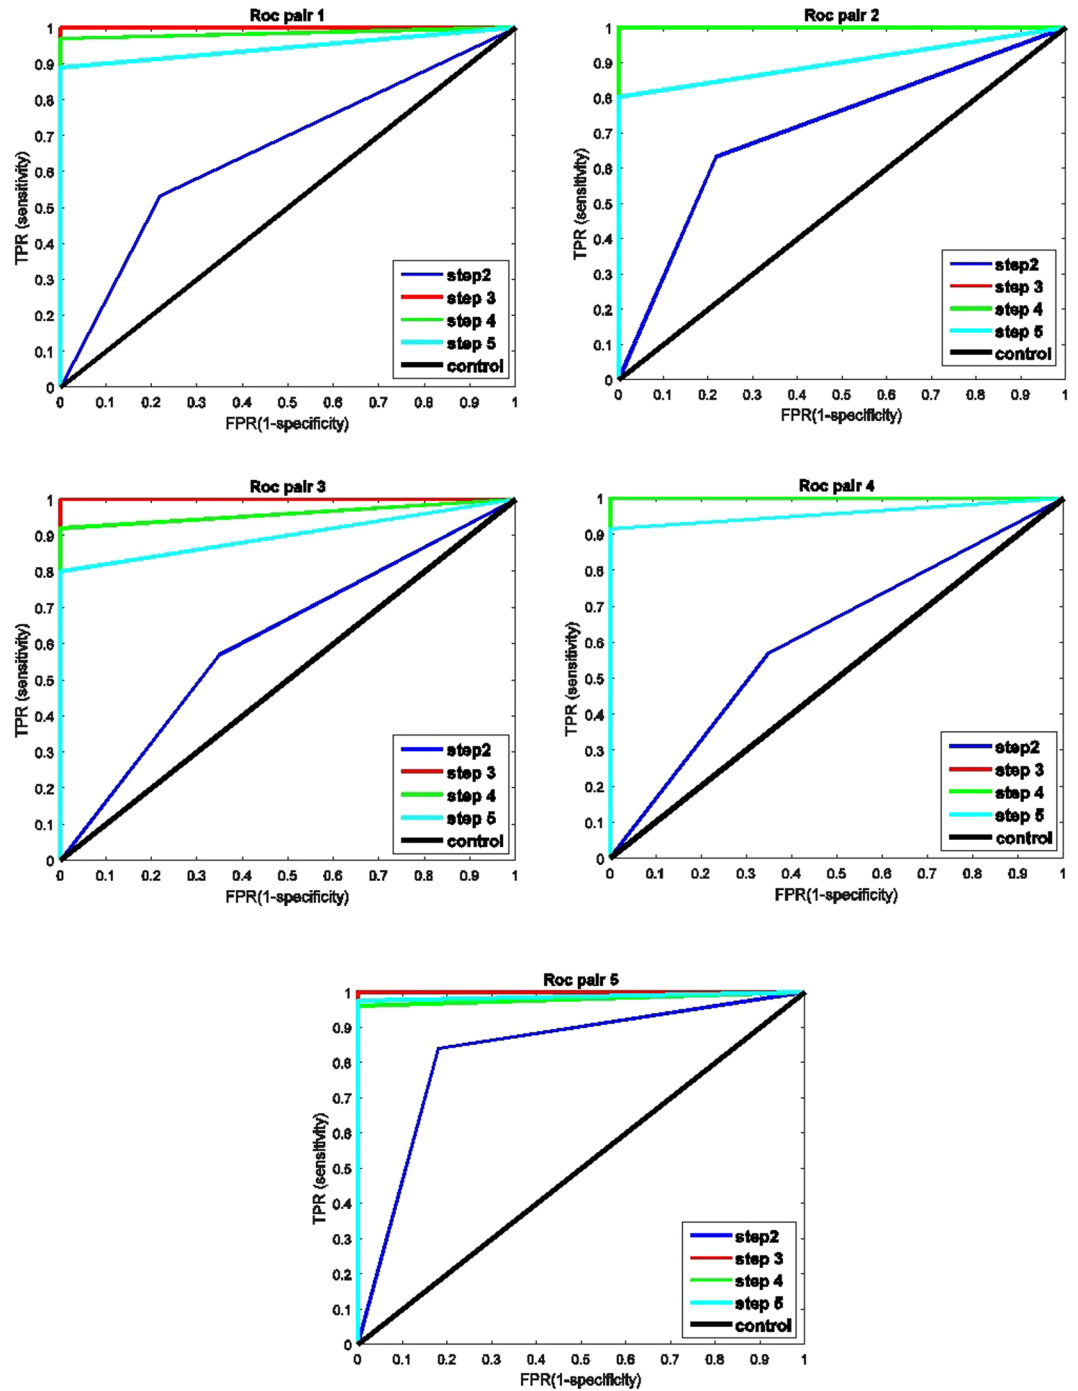 Roc pair 1
1
0.9
0.8
0.7
0.6
0.5
0.4
0.3
0.2
0.1
0
TPR (sensitivity)
step2
step 3
step 4
step 5
control
0 0.1 0.2 0.3 0.4 0.5 0.6 0.7 0.8 0.9 1
FPR(1-specificity)
Roc pair 2
1
0.9
0.8
0.7
0.6
0.5
0.4
0.3
0.2
0.1
0
TPR (sensitivity)
step2
step 3
step 4
step 5
control
0 0.1 0.2 0.3 0.4 0.5 0.6 0.7 0.8 0.9 1
FPR(1-specificity)
Roc pair 3
1
0.9
0.8
0.7
0.6
0.5
0.4
0.3
0.2
0.1
0
TPR (sensitivity)
step2
step 3
step 4
step 5
control
0 0.1 0.2 0.3 0.4 0.5 0.6 0.7 0.8 0.9 1
FPR(1-specificity)
Roc pair 4
1
0.9
0.8
0.7
0.6
0.5
0.4
0.3
0.2
0.1
0
TPR (sensitivity)
step2
step 3
step 4
step 5
control
0 0.1 0.2 0.3 0.4 0.5 0.6 0.7 0.8 0.9 1
FPR(1-specificity)
Roc pair 5
1
0.9
0.8
0.7
0.6
0.5
0.4
0.3
0.2
0.1
0
TPR (sensitivity)
step2
step 3
step 4
step 5
control
0 0.1 0.2 0.3 0.4 0.5 0.6 0.7 0.8 0.9 1
FPR(1-specificity)